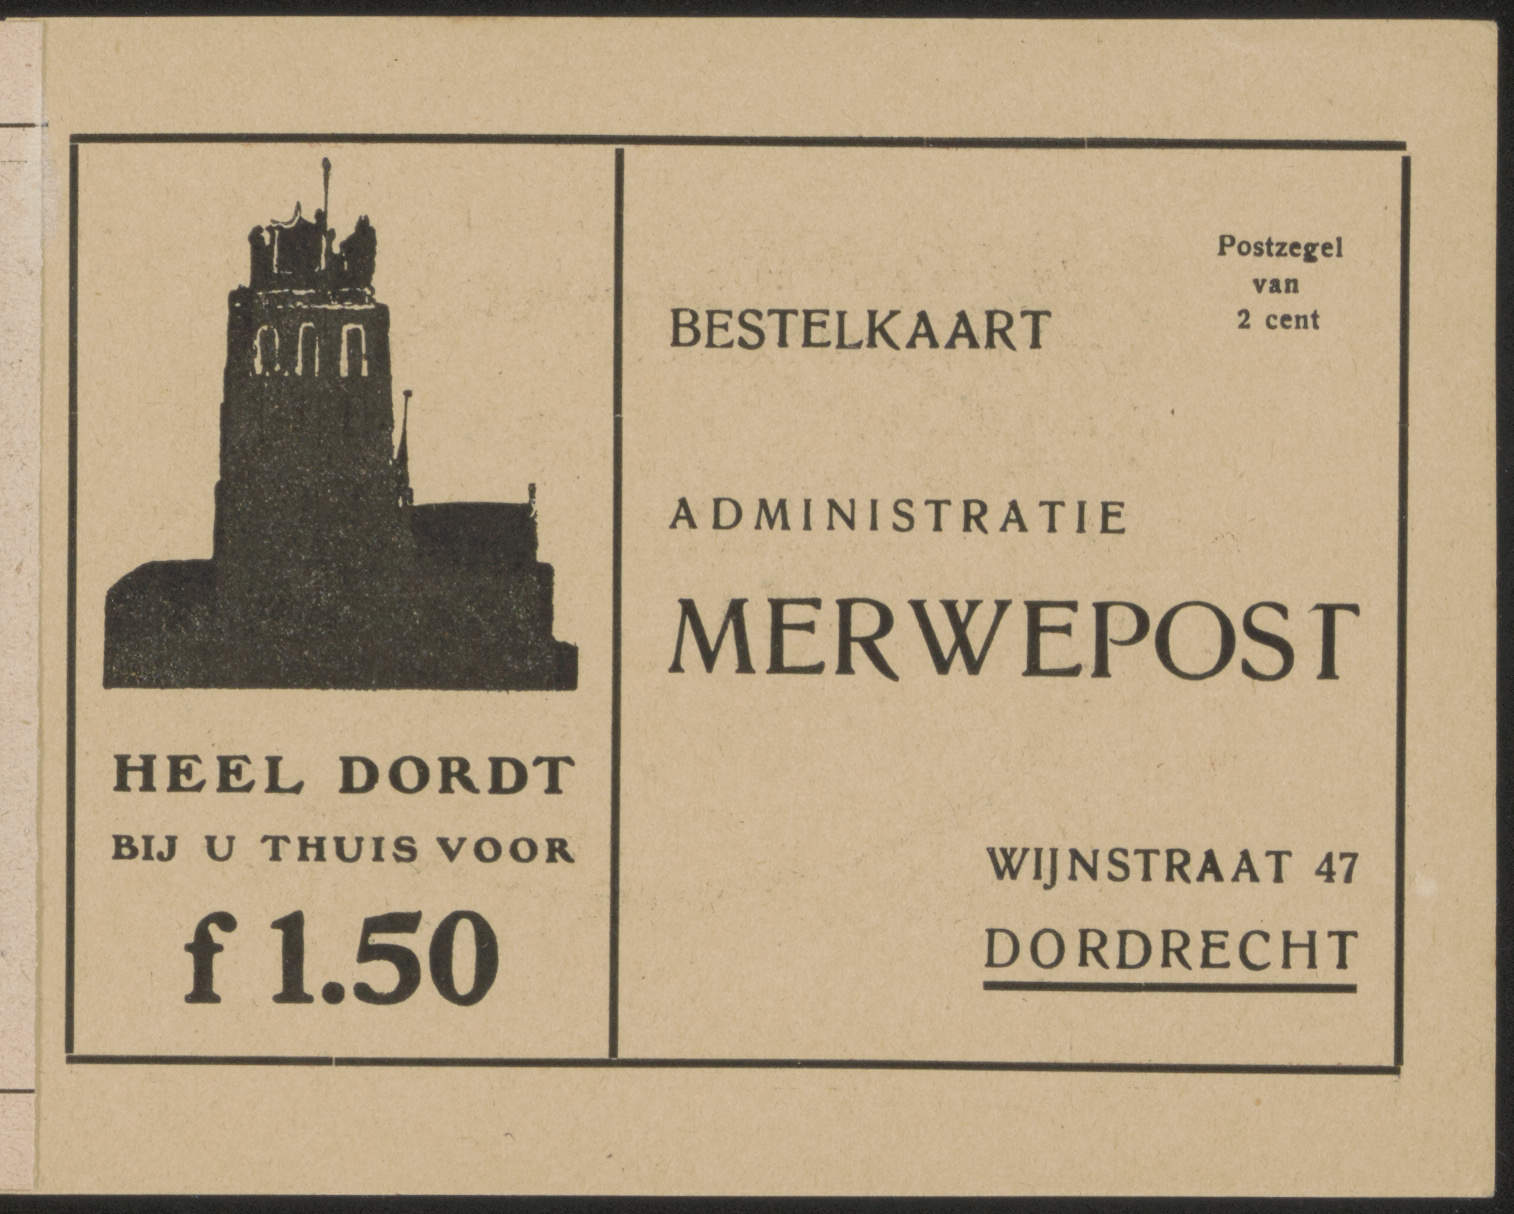 HEEL DORDT
BIJ U THUIS VOOR
f 1.50
Postzegel
van
2 cent
BESTELKAART
ADMINISTRATIE
MERWEPOST
WIJNSTRAAT 47
DORDRECHT